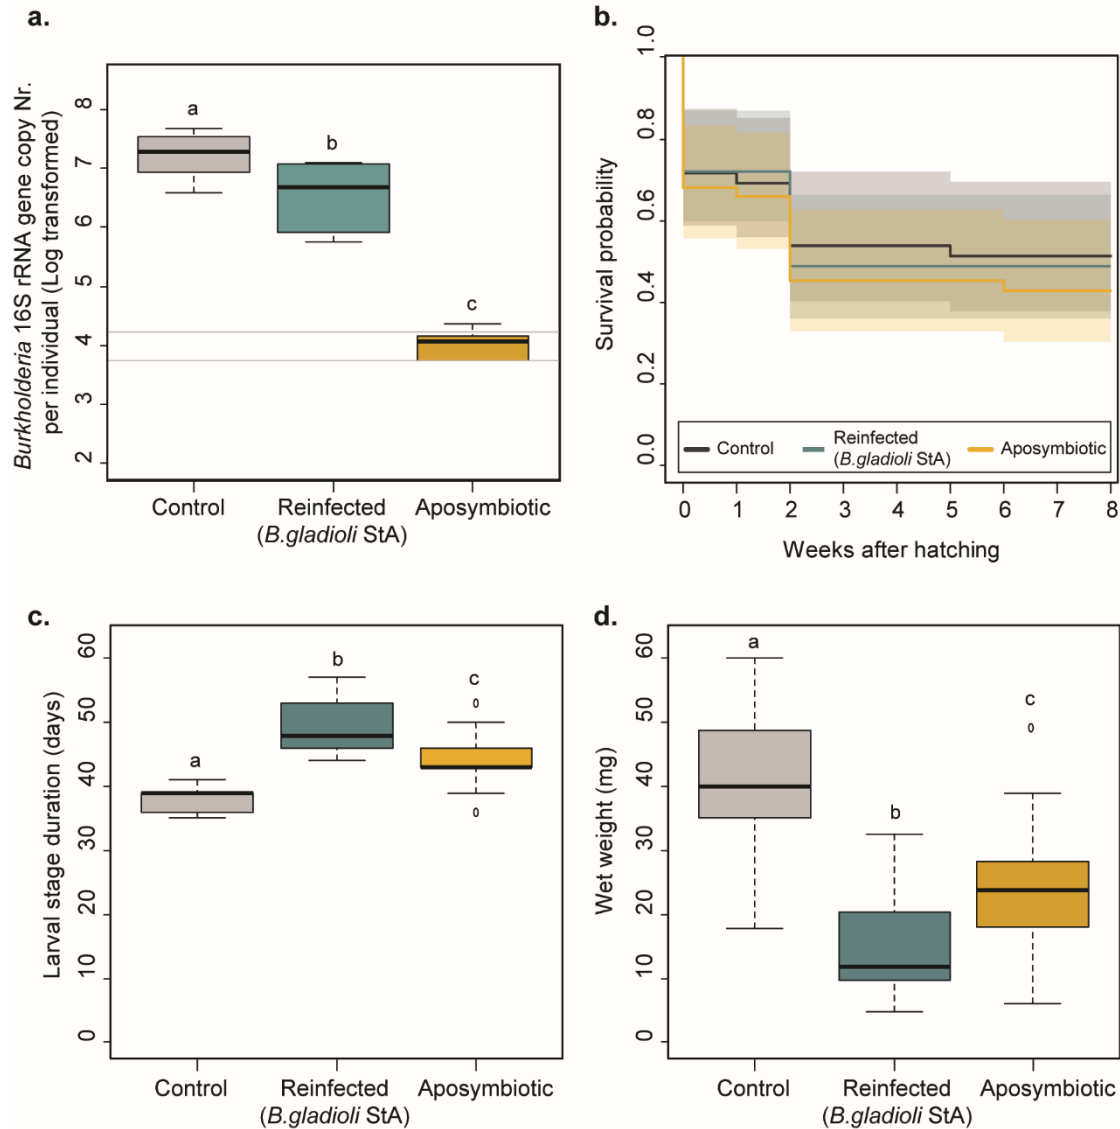 a.
Burkholderia 16S rRNA gene copy Nr.
per individual (Log transformed)
8
7
6
5
4
3
2
a
b
c
Control
Reinfected
(B.gladioli StA)
Aposymbiotic
b.
Survival probability
1.0
0.8
0.6
0.4
0.2
0.0
Control
Reinfected
(B.gladioli StA)
Aposymbiotic
0 1 2 3 4 5 6 7 8
Weeks after hatching
c.
Larval stage duration (days)
60
50
40
30
20
10
0
a
b
c
Control
Reinfected
(B.gladioli StA)
Aposymbiotic
d.
Wet weight (mg)
60
50
40
30
20
10
0
a
b
c
Control
Reinfected
(B.gladioli StA)
Aposymbiotic